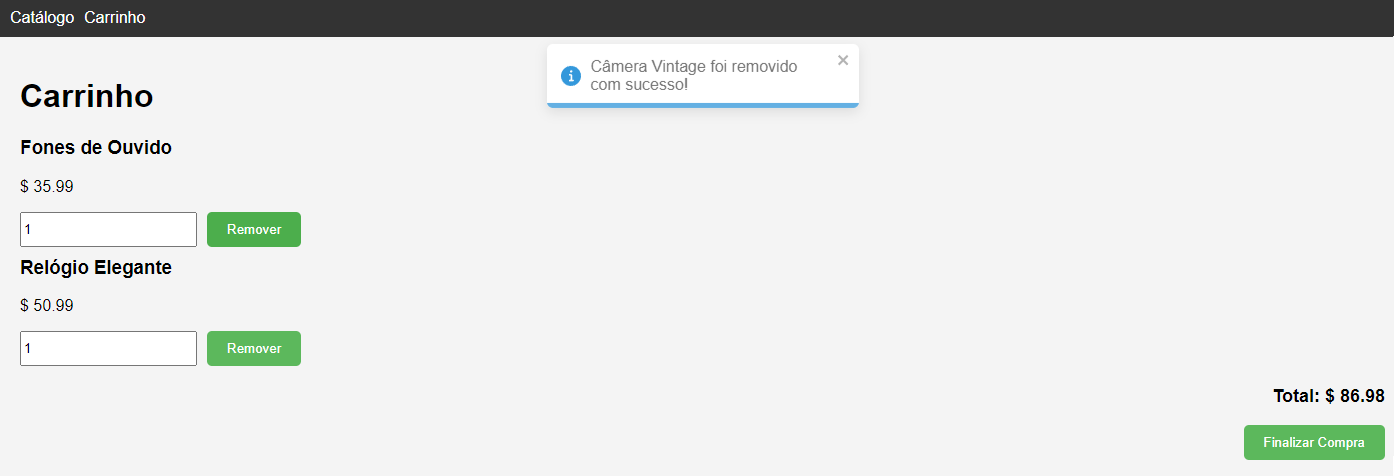 Catálogo Carrinho
Câmera Vintage foi removido
com sucesso!
Carrinho
Fones de Ouvido
$ 35.99
1 Remover
Relógio Elegante
$ 50.99
1 Remover
Total: $ 86.98
Finalizar Compra